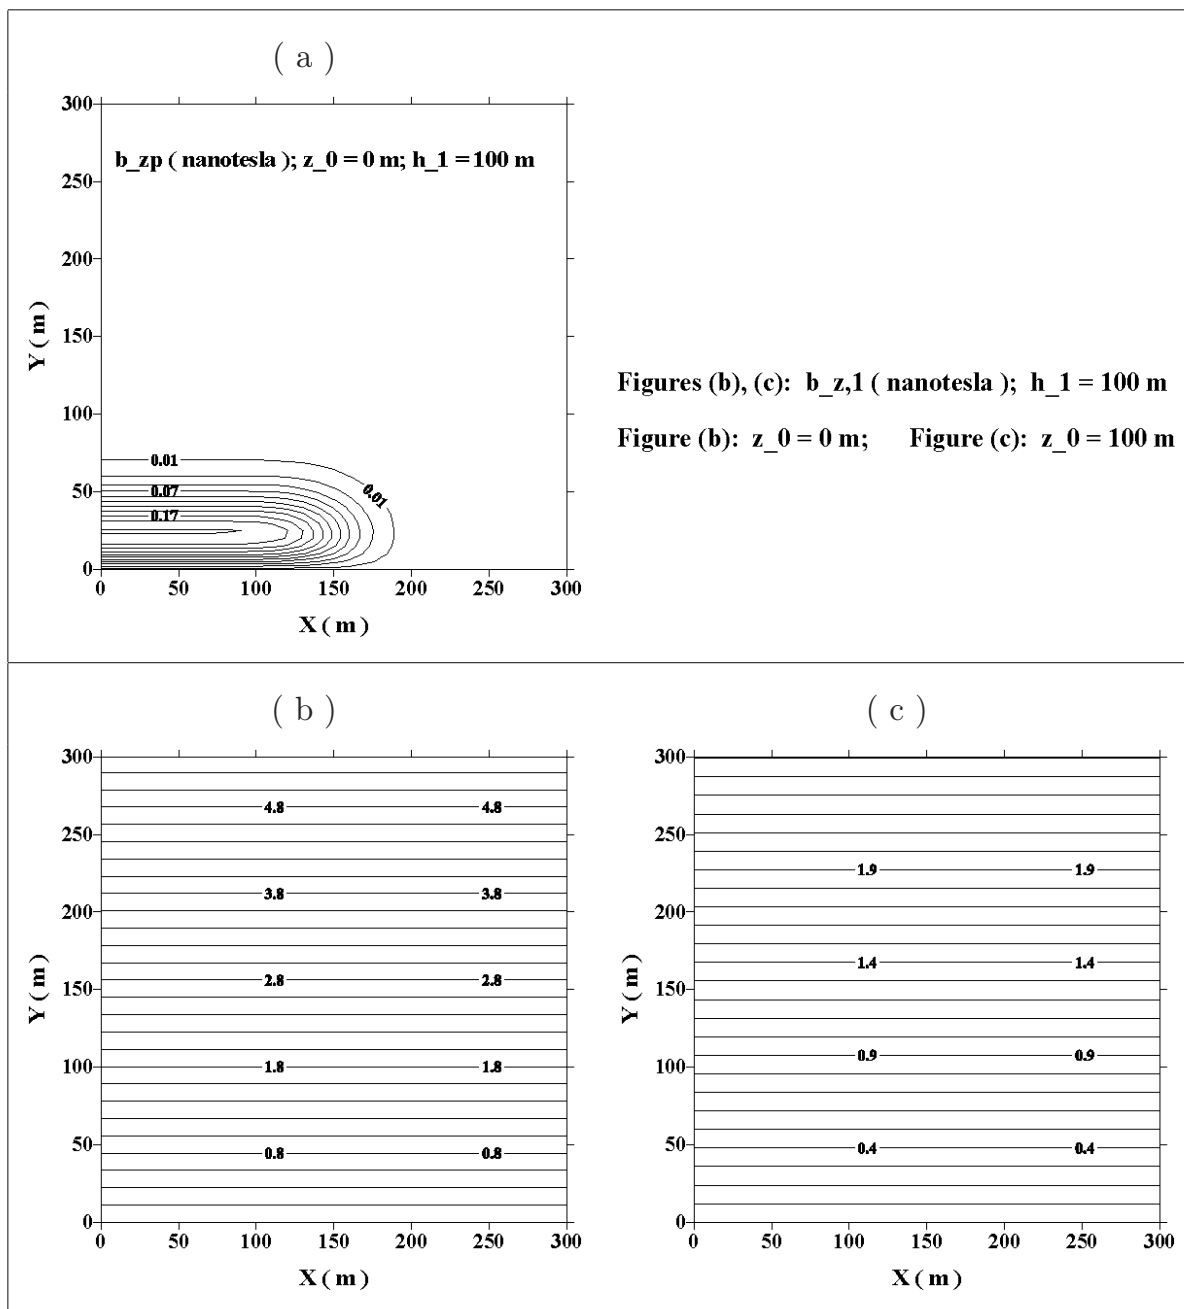 ( a )
300
b_zp ( nanotesla ); z_0 = 0 m; h_1 = 100 m
250
200
Y ( m )
150
100
0.01
50
0.07
0.01
0.17
0
0 50 100 150 200 250 300
X ( m )
Figures (b), (c): b_z,1 ( nanotesla ); h_1 = 100 m
Figure (b): z_0 = 0 m; Figure (c): z_0 = 100 m
( b )
300
4.8 4.8
250
3.8 3.8
200
2.8 2.8
Y ( m )
150
1.8 1.8
100
0.8 0.8
50
0
0 50 100 150 200 250 300
X ( m )
( c )
300
250
1.9 1.9
200
1.4 1.4
Y ( m )
150
0.9 0.9
100
0.4 0.4
50
0
0 50 100 150 200 250 300
X ( m )